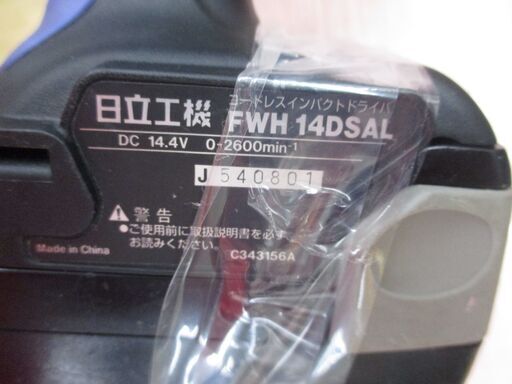 日立工機 コードレスインパクトドライバ
FWH 14DSAL
DC 14.4V 0-2600min-1
J 540801
⚠警告
●ご使用前に取扱説明書を必ず
お読みください。
Made in China
C343156A